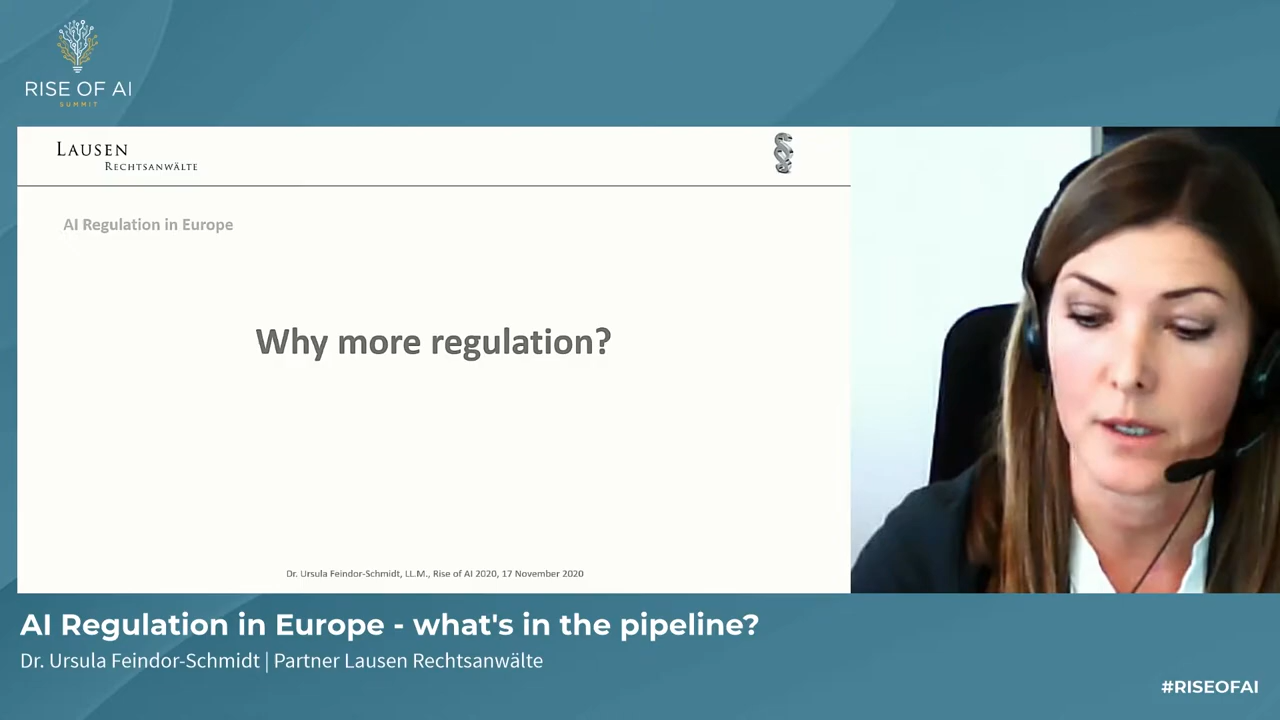 RISE OF AI
SUMMIT
LAUSEN
RECHTSANWÄLTE
AI Regulation in Europe
Why more regulation?
Dr. Ursula Feindor-Schmidt, LL.M., Rise of AI 2020, 17 November 2020
AI Regulation in Europe - what's in the pipeline?
Dr. Ursula Feindor-Schmidt | Partner Lausen Rechtsanwälte
#RISEOFAI